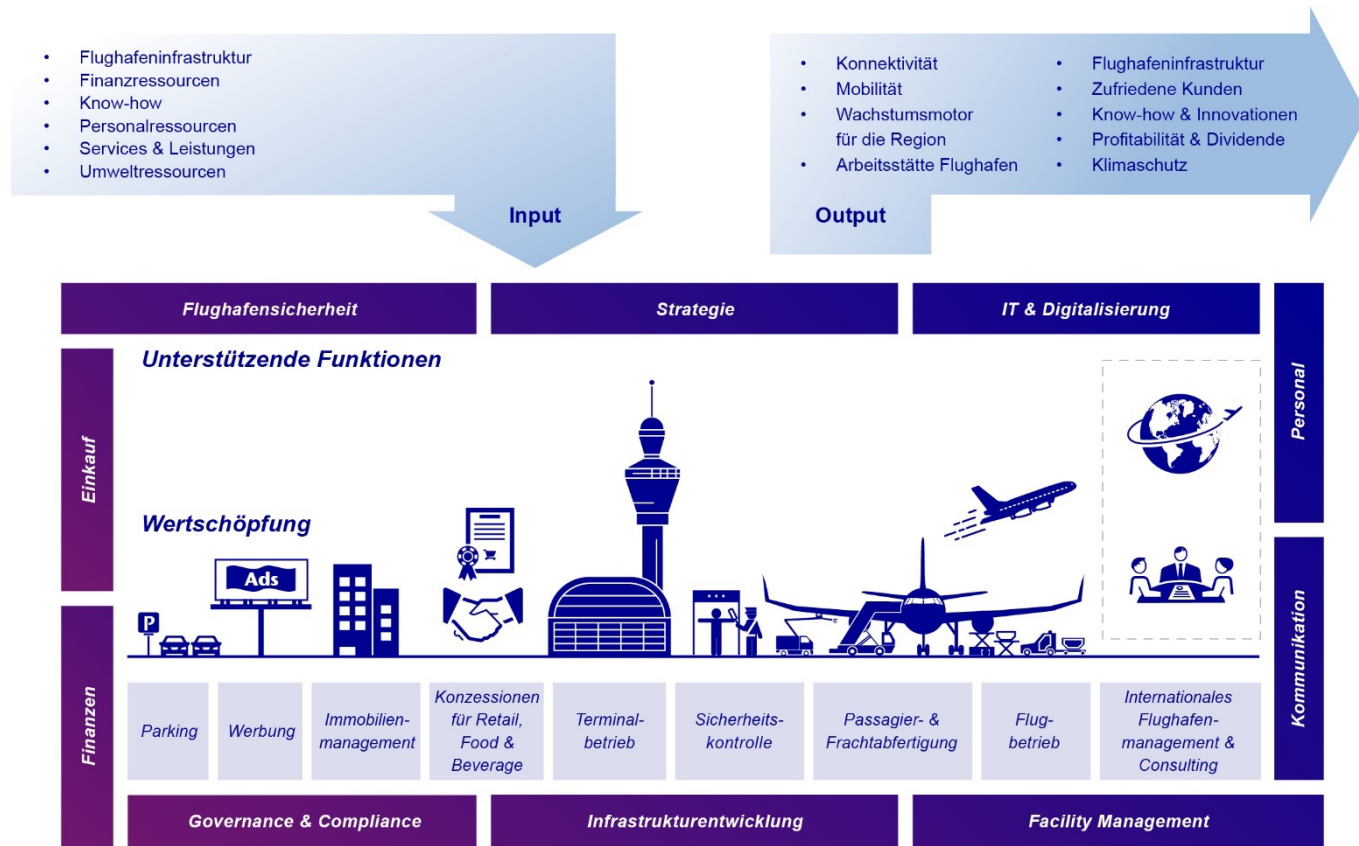 Flughafeninfrastruktur
Finanzressourcen
Know-how
Personalressourcen
Services & Leistungen
Umweltressourcen
Input
Konnektivität
Mobilität
Wachstumsmotor
für die Region
Arbeitsstätte Flughafen
Flughafeninfrastruktur
Zufriedene Kunden
Know-how & Innovationen
Profitabilität & Dividende
Klimaschutz
Output
Flughafensicherheit
Strategie
IT & Digitalisierung
Personal
Kommunikation
Einkauf
Finanzen
Unterstützende Funktionen
Wertschöpfung
P
Ads
Parking
Werbung
Immobilien-
management
Konzessionen
für Retail,
Food &
Beverage
Terminal-
betrieb
Sicherheits-
kontrolle
Passagier- &
Frachtabfertigung
Flug-
betrieb
Internationales
Flughafen-
management &
Consulting
Governance & Compliance
Infrastrukturentwicklung
Facility Management